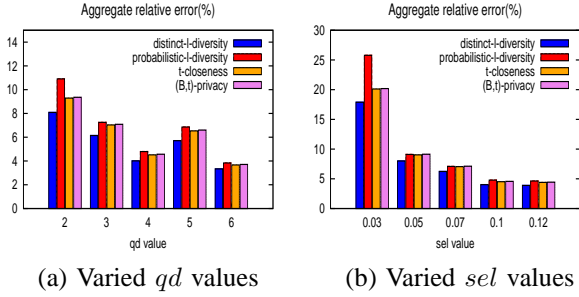 Aggregate relative error(%)
14
12
10
8
6
4
2
0
distinct-l-diversity
probabilistic-l-diversity
t-closeness
(B,t)-privacy
2 3 4 5 6
qd value
(a) Varied qd values
Aggregate relative error(%)
30
25
20
15
10
5
0
distinct-l-diversity
probabilistic-l-diversity
t-closeness
(B,t)-privacy
0.03 0.05 0.07 0.1 0.12
sel value
(b) Varied sel values